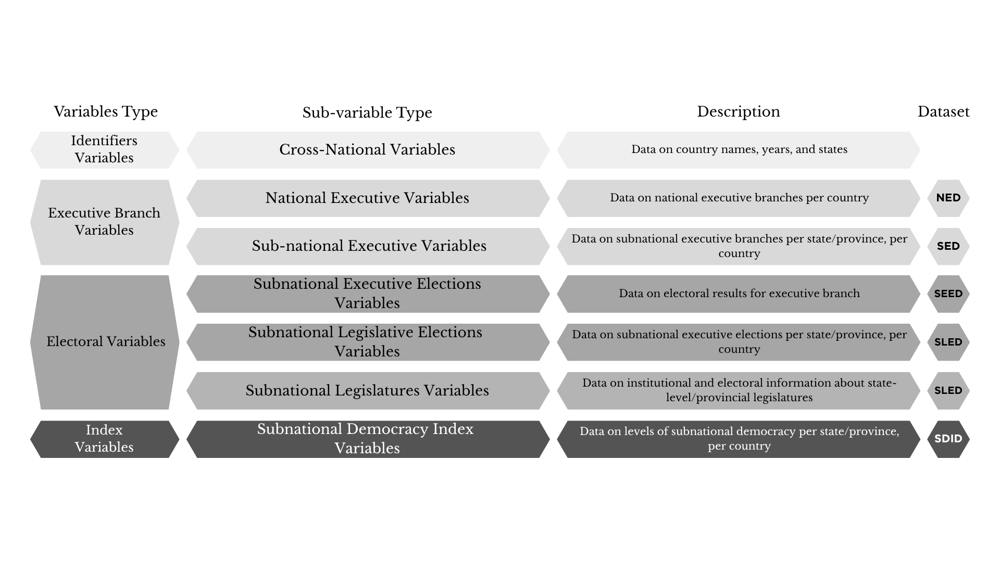 Variables Type
Sub-variable Type
Description
Dataset
Identifiers
Variables
Cross-National Variables
Data on country names, years, and states
Executive Branch
Variables
National Executive Variables
Data on national executive branches per country
NED
Sub-national Executive Variables
Data on subnational executive branches per state/province, per
country
SED
Electoral Variables
Subnational Executive Elections
Variables
Data on electoral results for executive branch
SEED
Subnational Legislative Elections
Variables
Data on subnational executive elections per state/province, per
country
SLED
Subnational Legislatures Variables
Data on institutional and electoral information about state-
level/provincial legislatures
SLED
Index
Variables
Subnational Democracy Index
Variables
Data on levels of subnational democracy per state/province,
per country
SDID